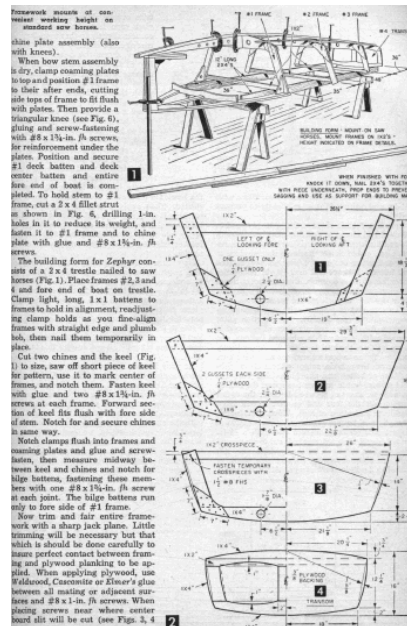 Framework mounts at con-
venient working height on
standard saw horses.
chine plate assembly (also
with knees).
When bow stem assembly
is dry, clamp coaming plates
to top and position #1 frame
to their after ends, cutting
side tops of frame to fit flush
with plates. Then provide a
triangular knee (see Fig. 6),
gluing and screw-fastening
with #8 x 1¾-in. fh screws,
for reinforcement under the
plates. Position and secure
#1 deck batten and deck
center batten and entire
fore end of boat is com-
pleted. To hold stem to #1
frame, cut a 2 x 4 fillet strut
as shown in Fig. 6, drilling 1-in.
holes in it to reduce its weight, and
fasten it to #1 frame and to chine
plate with glue and #8 x 1¾-in. fh
screws.
The building form for Zephyr con-
sists of a 2 x 4 trestle nailed to saw
horses (Fig. 1). Place frames #2, 3 and
4 and fore end of boat on trestle.
Clamp light, long, 1 x 1 battens to
frames to hold in alignment, readjust-
ing clamp holds as you fine-align
frames with straight edge and plumb
bob, then nail them temporarily in
place.
Cut two chines and the keel (Fig.
1) to size, saw off short piece of keel
for pattern, use it to mark center of
frames, and notch them. Fasten keel
with glue and two #8 x 1¾-in. fh
screws at each frame. Forward sec-
tion of keel fits flush with fore side
of stem. Notch for and secure chines
in same way.
Notch clamps flush into frames and
coaming plates and glue and screw-
fasten, then measure midway be-
tween keel and chines and notch for
bilge battens, fastening these mem-
bers with one #8 x 1¾-in. fh screw
at each joint. The bilge battens run
only to fore side of #1 frame.
Now trim and fair entire frame-
work with a sharp jack plane. Little
trimming will be necessary but that
which is should be done carefully to
insure perfect contact between fram-
ing and plywood planking to be ap-
plied. When applying plywood, use
Weldwood, Cascomite or Elmer's glue
between all mating or adjacent sur-
faces and #8 x 1-in. fh screws. When
placing screws near where center
board slit will be cut (see Figs. 3, 4
#1 FRAME
#2 FRAME
#3 FRAME
#4 TRANS
10" LONG
2X4'S
36"
BUILDING FORM - MOUNT ON SAW
HORSES. MOUNT FRAMES ON 1X3'S
HEIGHT INDICATED ON FRAME DETAILS.
1
WHEN FINISHED WITH FO
KNOCK IT DOWN, NAIL 2X4'S TOGETH
WITH PIECE UNDERNEATH, PROP ENDS TO PREVE
SAGGING AND USE AS SUPPORT FOR BUILDING MA
1X2"
LEFT OF ℄
LOOKING FORE
RIGHT OF ℄
LOOKING AFT
1X4"
ONE GUSSET ONLY
PLYWOOD
1
1X2"
1X4"
2 GUSSETS EACH SIDE
PLYWOOD
2
1X6"
1X2" CROSSPIECE
FASTEN TEMPORARY
CROSSPIECES WITH
3
1X4"
PLYWOOD
BACKING
4
TRANSOM
2